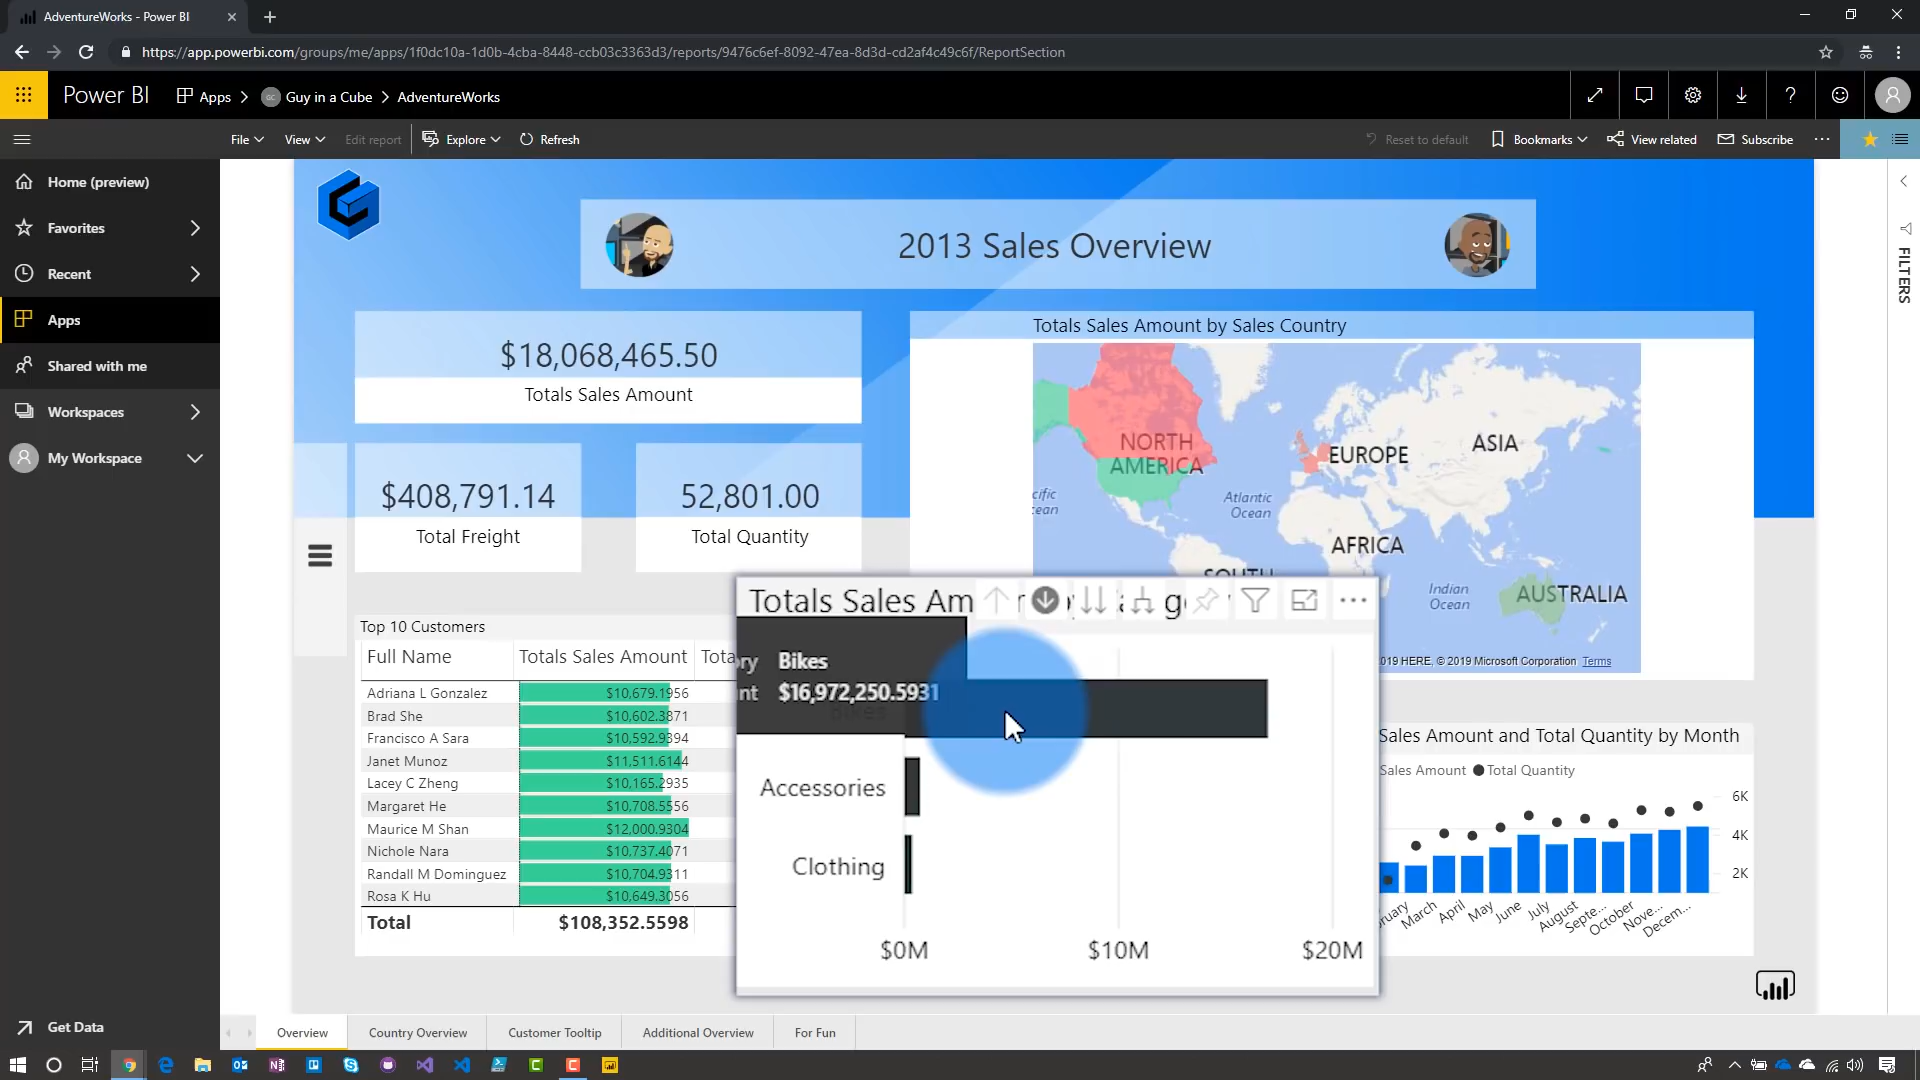 AdventureWorks - Power BI
https://app.powerbi.com/groups/me/apps/1f0dc10a-1d0b-4cba-8448-ccb03c3363d3/reports/9476c6ef-8092-47ea-8d3d-cd2af4c49c6f/ReportSection
Power BI Apps Guy in a Cube AdventureWorks
File View Edit report Explore Refresh Reset to default Bookmarks View related Subscribe
Home (preview)
Favorites
Recent
Apps
Shared with me
Workspaces
My Workspace
Get Data
FILTERS
2013 Sales Overview
$18,068,465.50
Totals Sales Amount
$408,791.14
Total Freight
52,801.00
Total Quantity
Totals Sales Amount by Sales Country
NORTH
AMERICA
EUROPE
ASIA
Atlantic
Ocean
AFRICA
Indian
Ocean
AUSTRALIA
019 HERE, © 2019 Microsoft Corporation Terms
Top 10 Customers
Full Name Totals Sales Amount
Adriana L Gonzalez $10,679.1956
Brad She $10,602.3871
Francisco A Sara $10,592.9394
Janet Munoz $11,511.6144
Lacey C Zheng $10,165.2935
Margaret He $10,708.5556
Maurice M Shan $12,000.9304
Nichole Nara $10,737.4071
Randall M Dominguez $10,704.9311
Rosa K Hu $10,649.3056
Total $108,352.5598
Totals Sales Am
ry Bikes
nt $16,972,250.5931
Bikes
Accessories
Clothing
$0M $10M $20M
Sales Amount and Total Quantity by Month
Sales Amount Total Quantity
6K
4K
2K
ruary March April May June July August Septe... October Nove... Decem...
Overview Country Overview Customer Tooltip Additional Overview For Fun